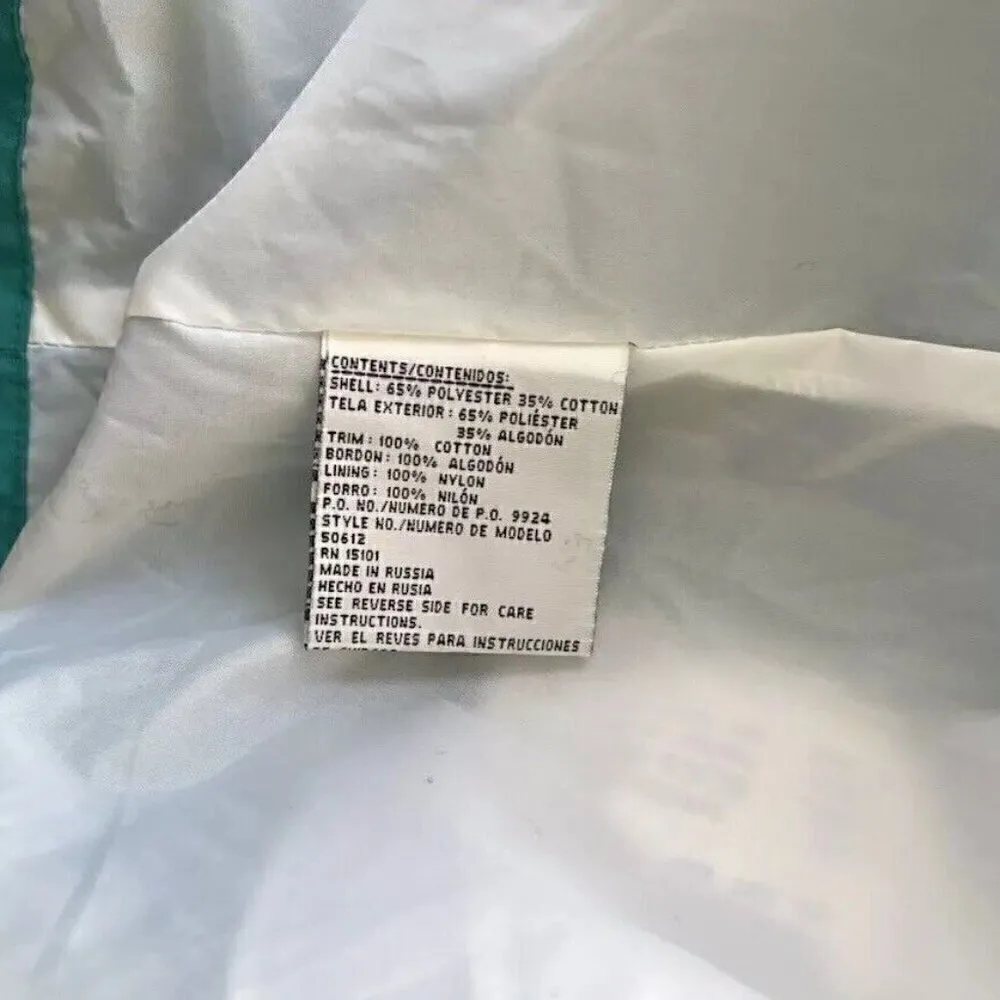 CONTENTS/CONTENIDOS:
SHELL: 65% POLYESTER 35% COTTON
TELA EXTERIOR: 65% POLIÉSTER
35% ALGODÓN
TRIM: 100% COTTON
BORDON: 100% ALGODÓN
LINING: 100% NYLON
FORRO: 100% NILÓN
P.O. NO./NUMERO DE P.O. 9924
STYLE NO./NUMERO DE MODELO
50612
RN 15101
MADE IN RUSSIA
HECHO EN RUSIA
SEE REVERSE SIDE FOR CARE
INSTRUCTIONS.
VER EL REVES PARA INSTRUCCIONES